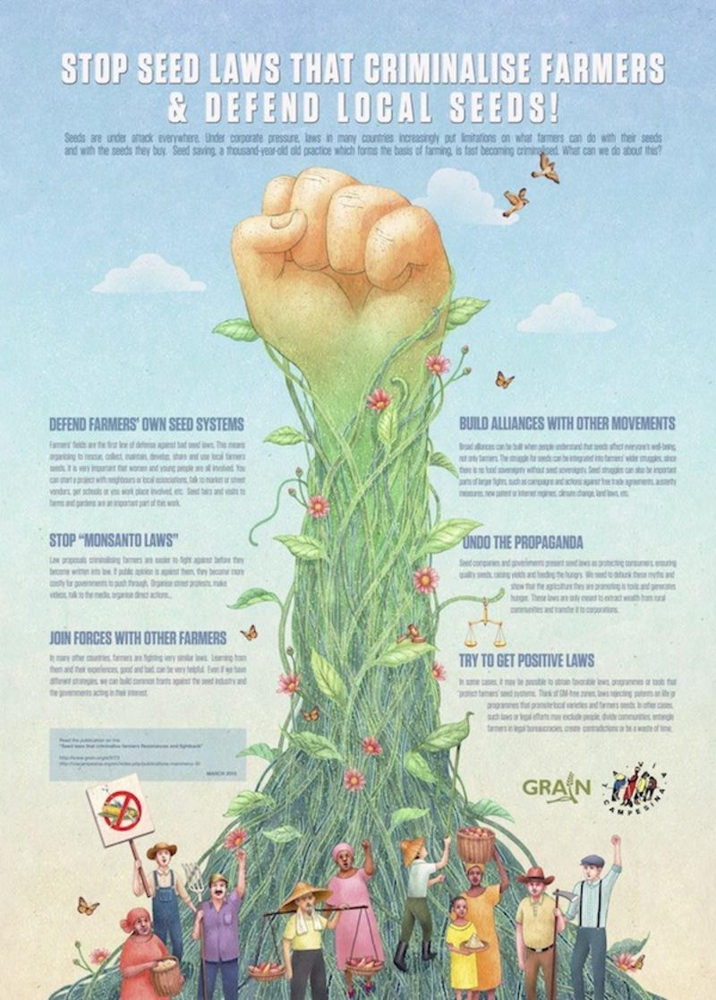 STOP SEED LAWS THAT CRIMINALISE FARMERS
& DEFEND LOCAL SEEDS!
Seeds are under attack everywhere. Under corporate pressure, laws in many countries increasingly put limitations on what farmers can do with their seeds
and with the seeds they buy. Seed saving, a thousand-year-old old practice which forms the basis of farming, is fast becoming criminalised. What can we do about this?
DEFEND FARMERS' OWN SEED SYSTEMS
Farmers' fields are the first line of defense against bad seed laws. This means
organising to rescue, collect, maintain, develop, share and use local farmers
seeds. It is very important that women and young people are all involved. You
can start a project with neighbours or local associations, talk to market or street
vendors, get schools or you work place involved, etc. Seed fairs and visits to
farms and gardens are an important part of this work.
STOP "MONSANTO LAWS"
Law proposals criminalising farmers are easier to fight against before they
become written into law. If public opinion is against them, they become more
costly for governments to push through. Organise street protests, make
videos, talk to the media, organise direct actions...
JOIN FORCES WITH OTHER FARMERS
In many other countries, farmers are fighting very similar laws. Learning from
them and their experiences, good and bad, can be very helpful. Even if we have
different strategies, we can build common fronts against the seed industry and
the governments acting in their interest.
Read the publication on line
"Seed laws that criminalise farmers Resistances and fightback"
MARCH 2015
BUILD ALLIANCES WITH OTHER MOVEMENTS
Broad alliances can be built when people understand that seeds affect everyone's well-being,
not only farmers. The struggle for seeds can be integrated into farmers' wider struggles, since
there is no food sovereignty without seed sovereignty. Seed struggles can also be important
parts of larger fights, such as campaigns and actions against free trade agreements, austerity
measures, new patent or internet regimes, climate change, land laws, etc.
UNDO THE PROPAGANDA
Seed companies and governments present seed laws as protecting consumers, ensuring
quality seeds, raising yields and feeding the hungry. We need to debunk these myths and
show that the agriculture they are promoting is toxic and generates
hunger. These laws are only meant to extract wealth from rural
communities and transfer it to corporations.
TRY TO GET POSITIVE LAWS
In some cases, it may be possible to obtain favorable laws, programmes or tools that
protect farmers' seed systems. Think of GM-free zones, laws rejecting patents on life or
programmes that promote local varieties and farmers seeds. In other cases,
such laws or legal efforts may exclude people, divide communities, entangle
farmers in legal bureaucracies, create contradictions or be a waste of time.
GRAIN
VIA CAMPESINA